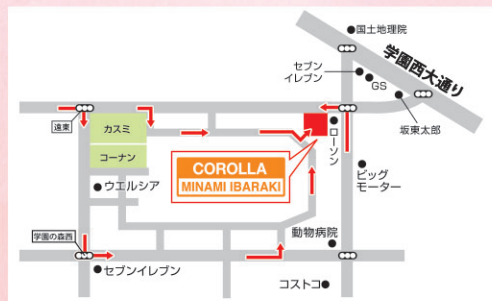 国土地理院
セブン
イレブン
GS
学園西大通り
坂東太郎
遠東
カスミ
コーナン
ローソン
COROLLA
MINAMI IBARAKI
ビッグ
モーター
ウエルシア
学園の森西
動物病院
セブンイレブン
コストコ